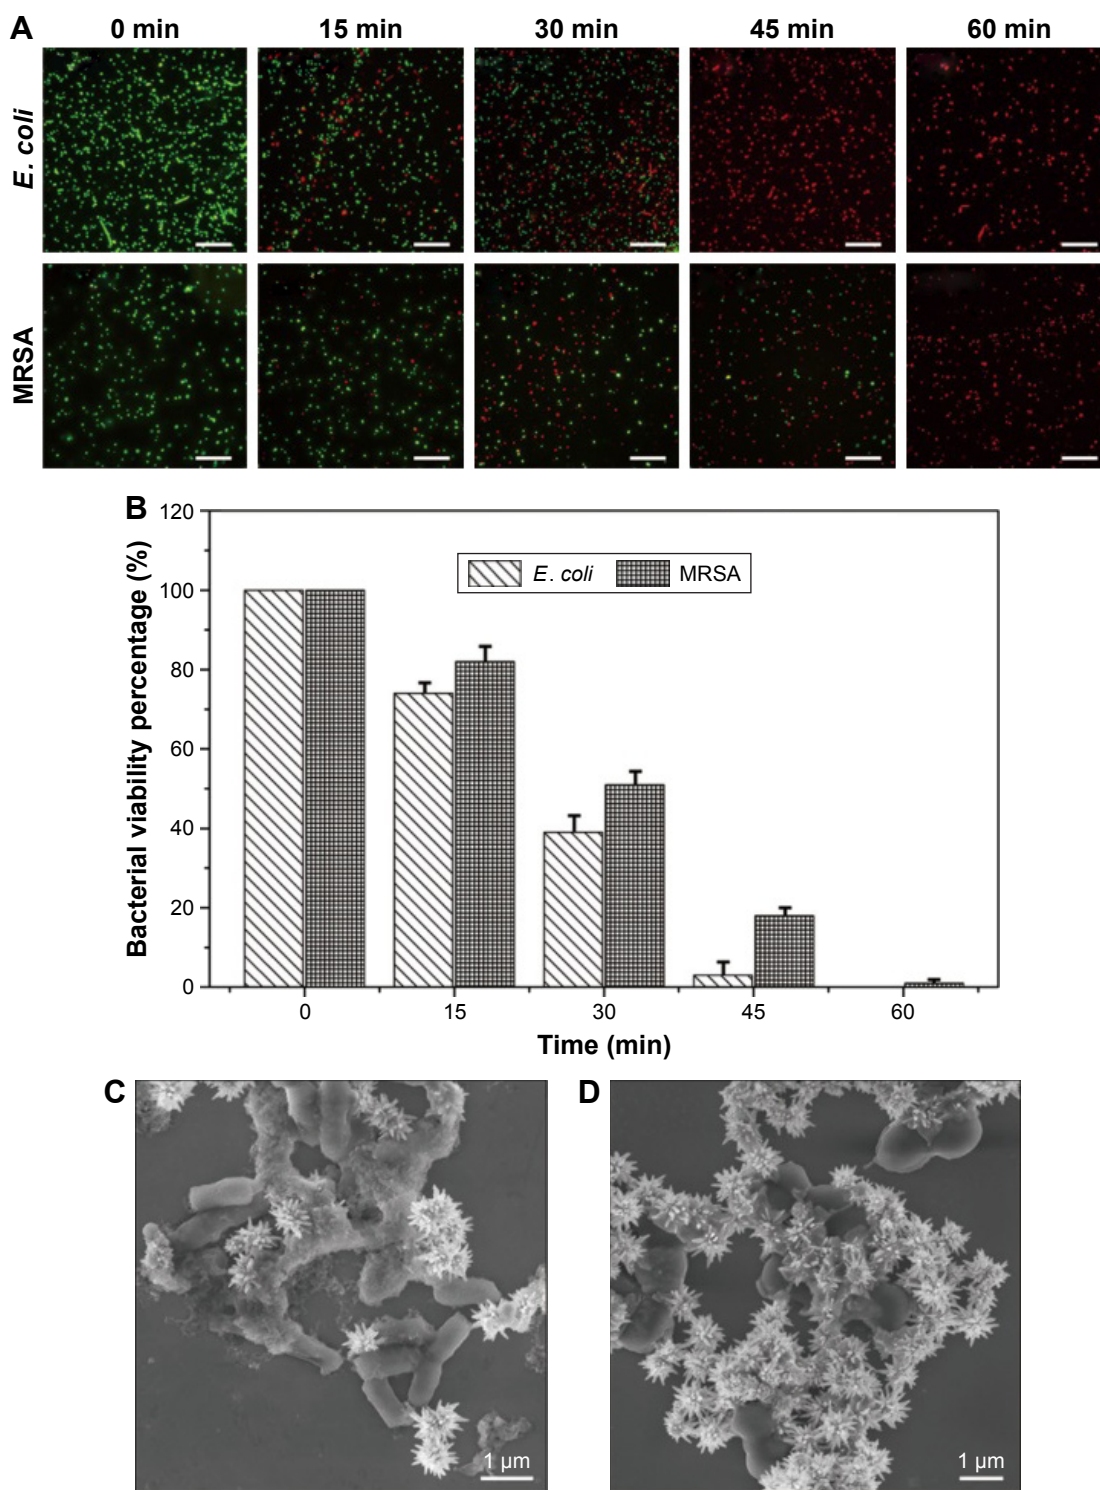 A
0 min 15 min 30 min 45 min 60 min
E. coli
MRSA
B
120
100
80
60
40
20
0
Bacterial viability percentage (%)
E. coli MRSA
0 15 30 45 60
Time (min)
C
1 µm
D
1 µm